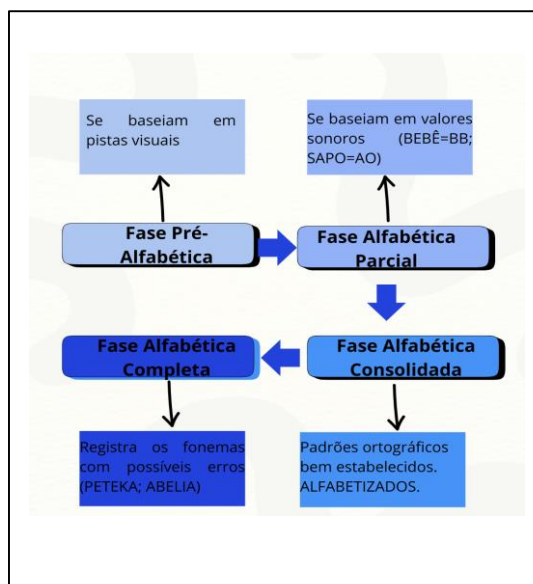 Se baseiam em
pistas visuais
Se baseiam em valores
sonoros (BEBÊ=BB;
SAPO=AO)
Fase Pré-
Alfabética
Fase Alfabética
Parcial
Fase Alfabética
Completa
Fase Alfabética
Consolidada
Registra os fonemas
com possíveis erros
(PETEKA; ABELIA)
Padrões ortográficos
bem estabelecidos.
ALFABETIZADOS.